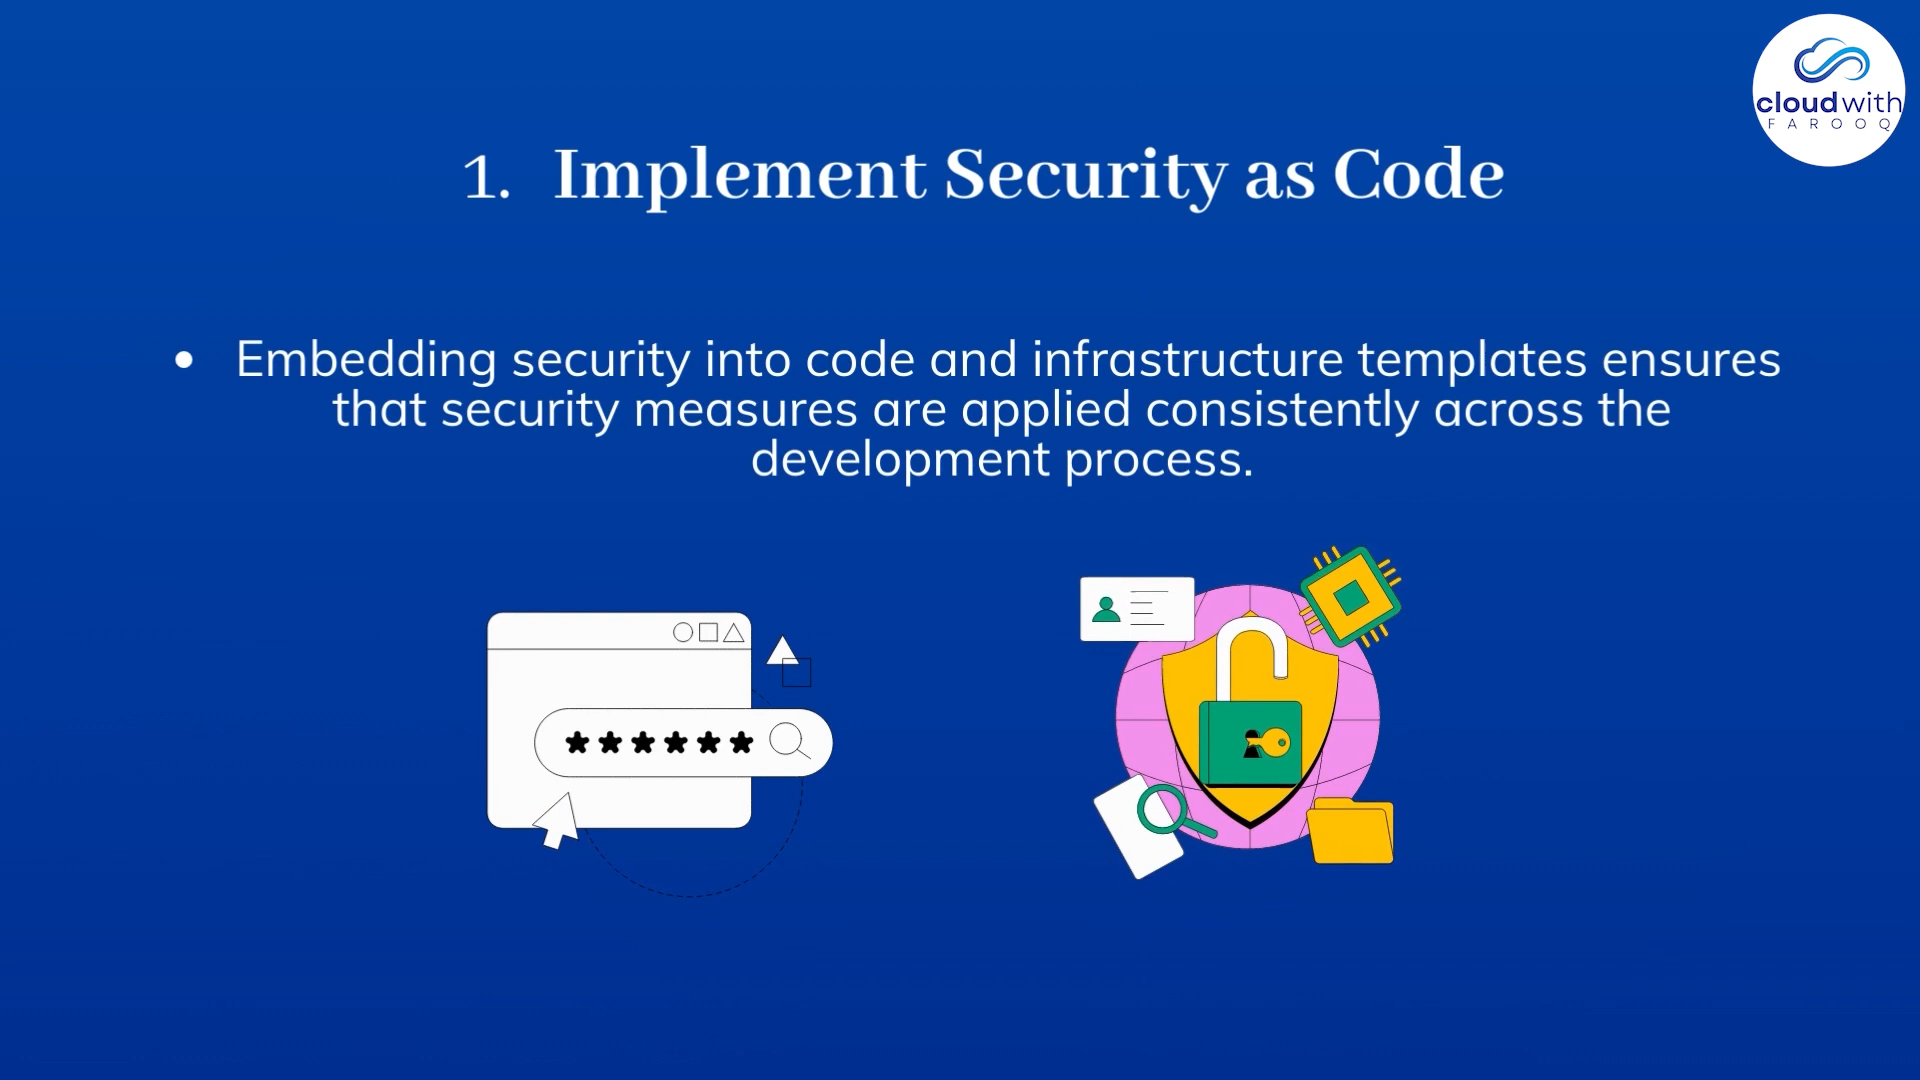 cloudwith
FAROOQ
1. Implement Security as Code
• Embedding security into code and infrastructure templates ensures
that security measures are applied consistently across the
development process.
******